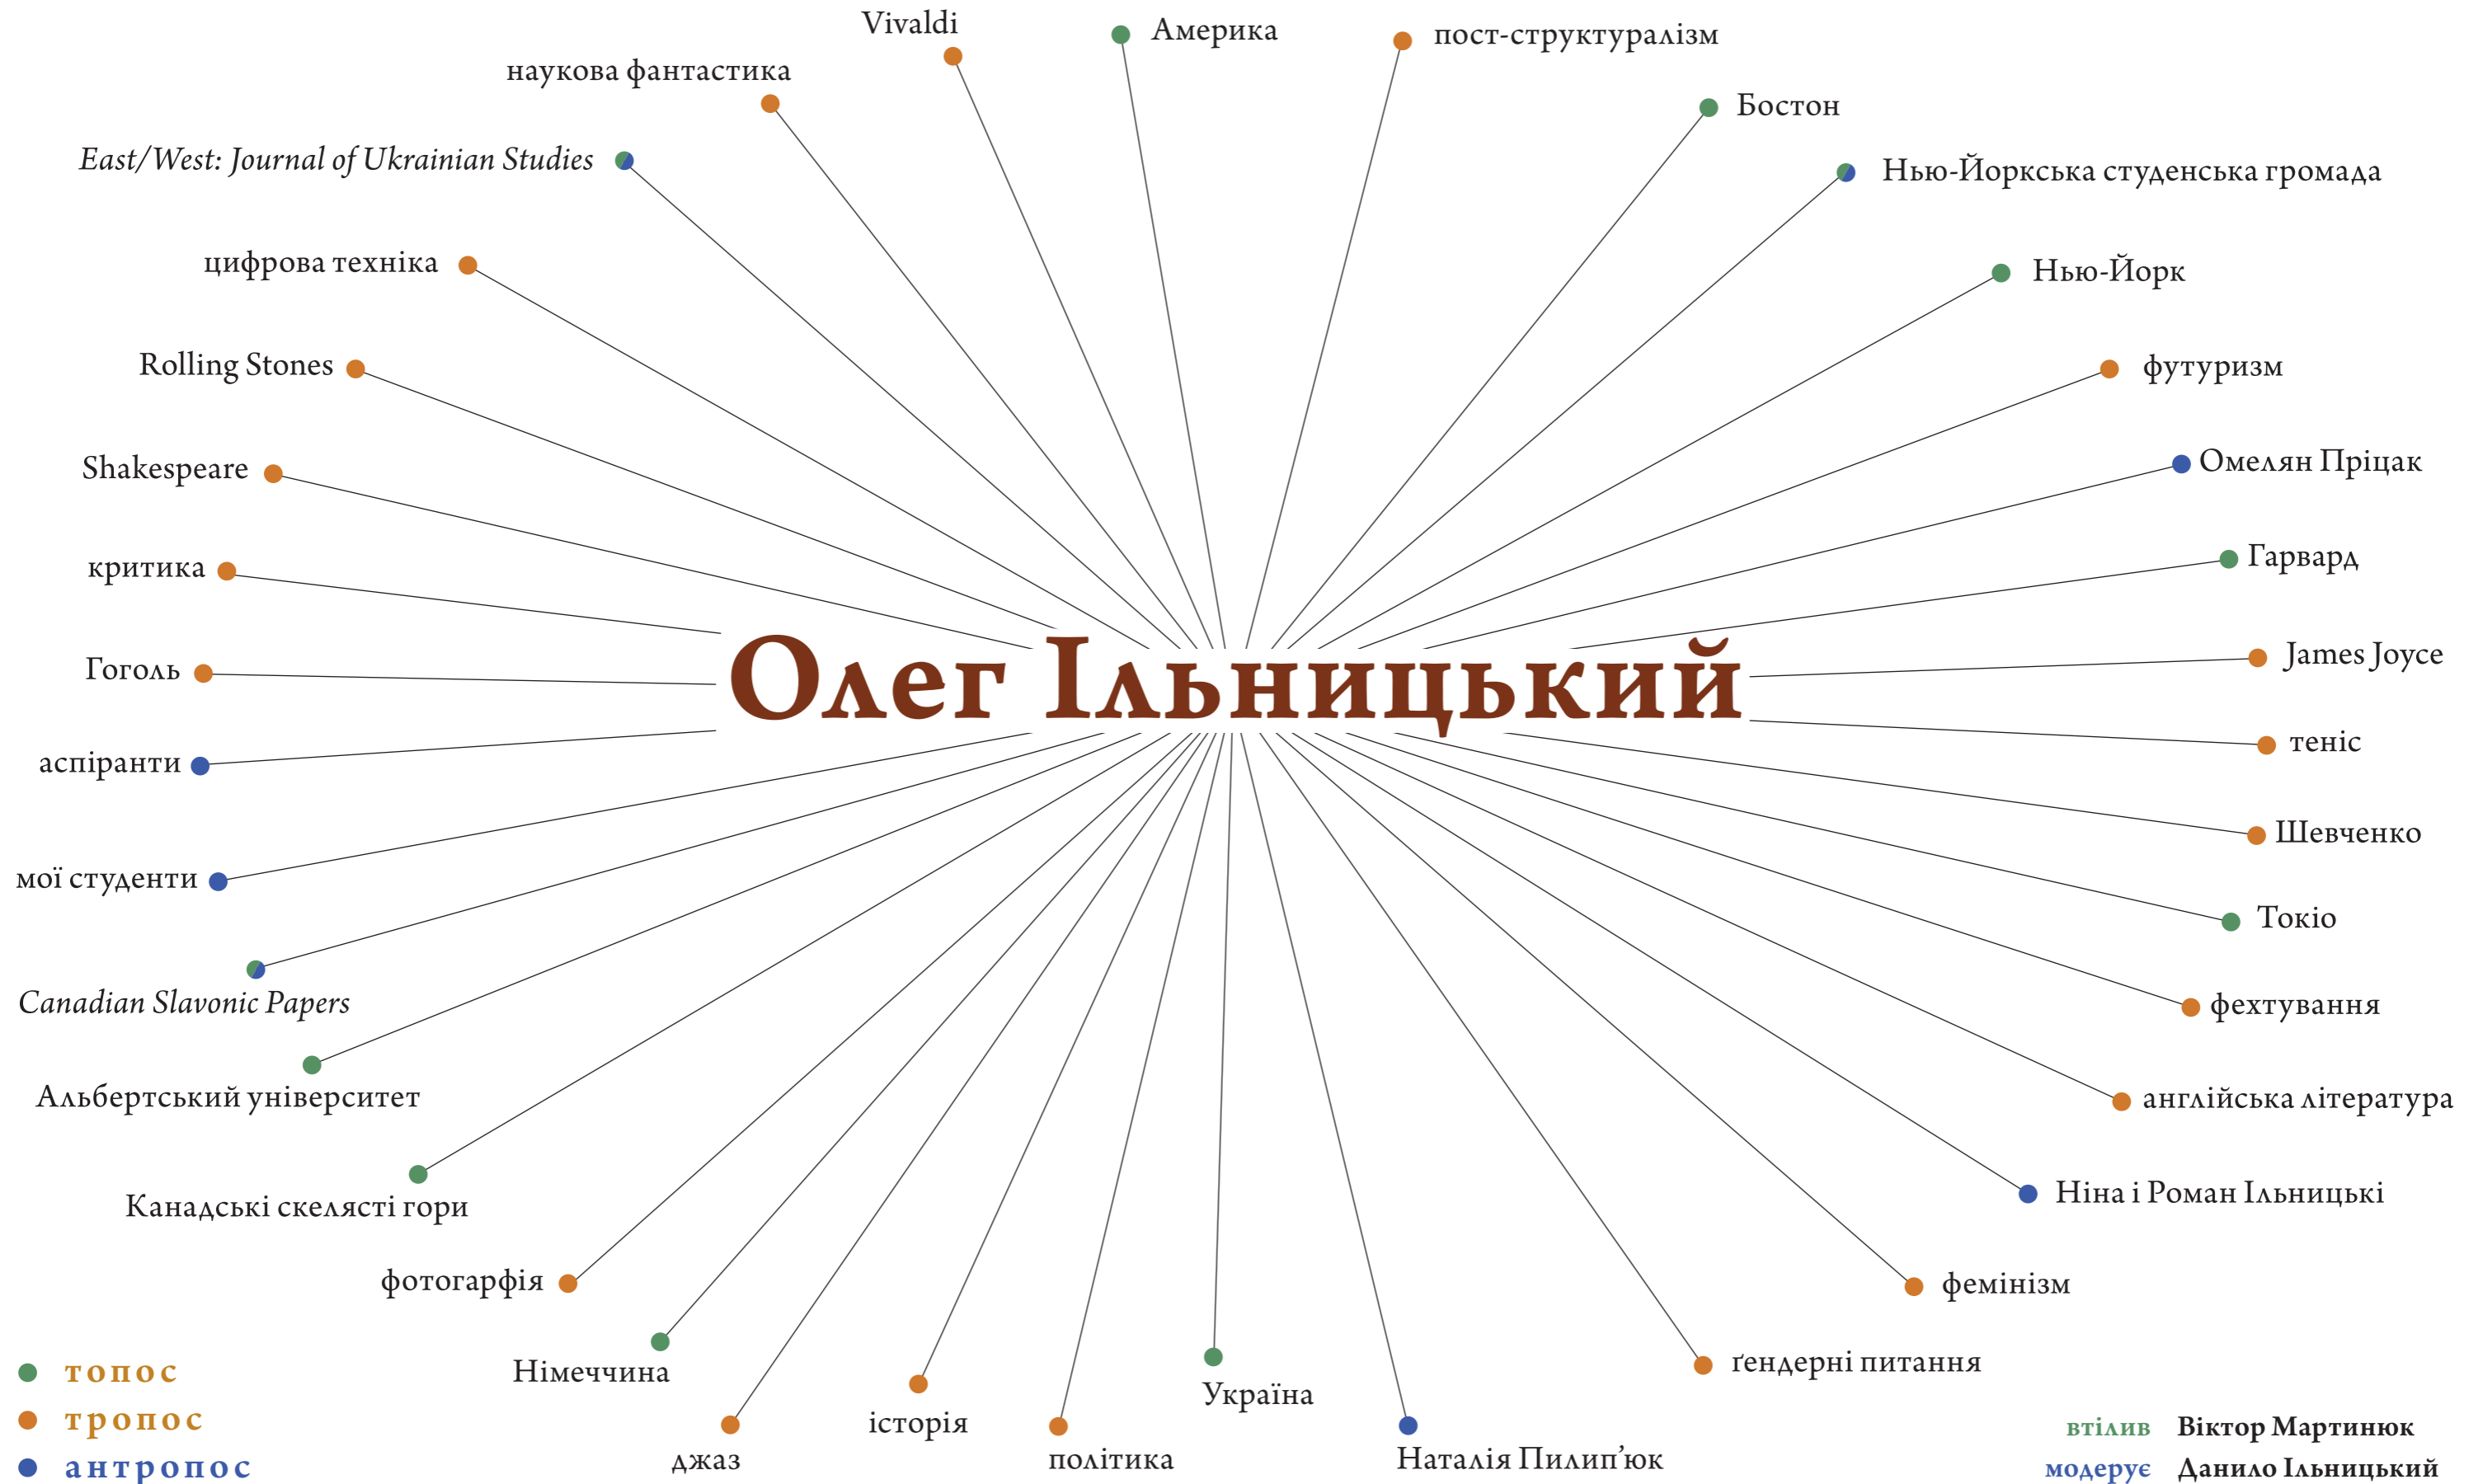 Vivaldi
Америка
пост-структуралізм
наукова фантастика
Бостон
East/West: Journal of Ukrainian Studies
Нью-Йоркська студенська громада
цифрова техніка
Нью-Йорк
Rolling Stones
футуризм
Shakespeare
Омелян Пріцак
критика
Гарвард
Гоголь
Олег Ільницький
James Joyce
аспіранти
теніс
мої студенти
Шевченко
Canadian Slavonic Papers
Токіо
Альбертський університет
фехтування
Канадські скелясті гори
англійська література
фотогарфія
Ніна і Роман Ільницькі
Німеччина
фемінізм
джаз
історія
політика
Україна
Наталія Пилип’юк
ґендерні питання
топос
тропос
антропос
втілив Віктор Мартинюк
модерує Данило Ільницький